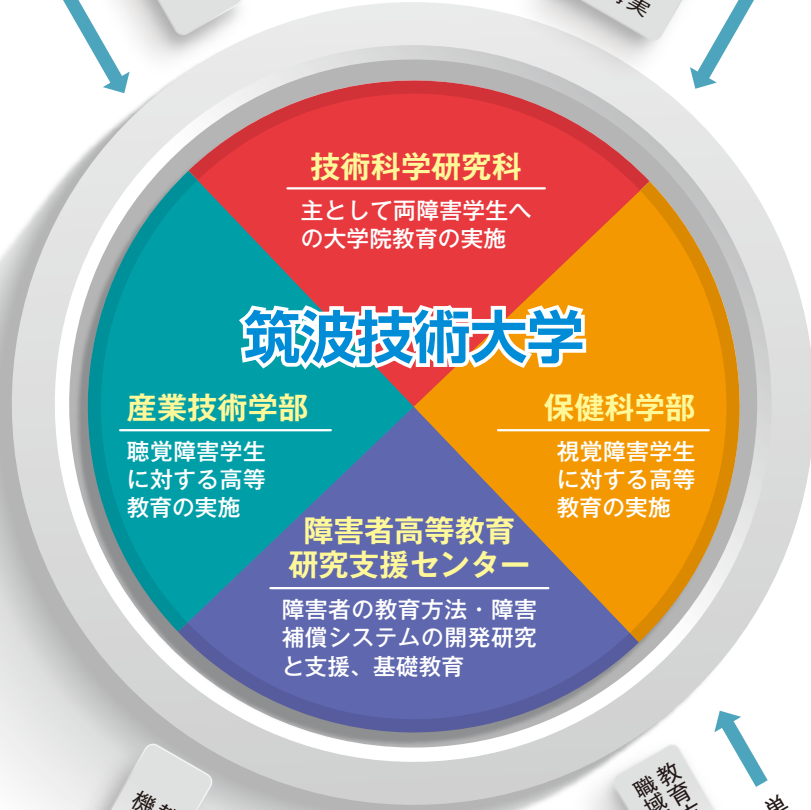 技術科学研究科
主として両障害学生へ
の大学院教育の実施
筑波技術大学
産業技術学部
聴覚障害学生
に対する高等
教育の実施
保健科学部
視覚障害学生
に対する高等
教育の実施
障害者高等教育
研究支援センター
障害者の教育方法・障害
補償システムの開発研究
と支援、基礎教育